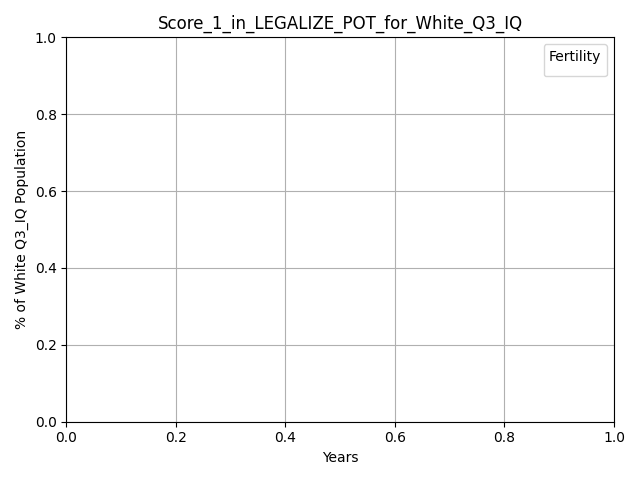 Score_1_in_LEGALIZE_POT_for_White_Q3_IQ
Fertility
% of White Q3_IQ Population
1.0
0.8
0.6
0.4
0.2
0.0
0.0 0.2 0.4 0.6 0.8 1.0
Years